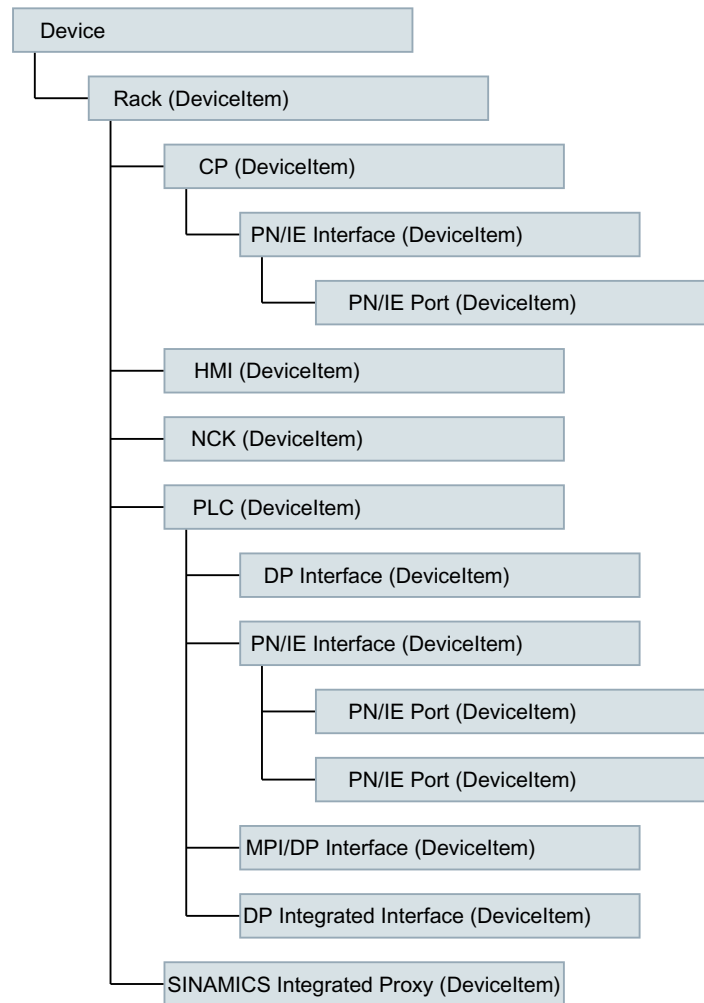 Device
Rack (DeviceItem)
CP (DeviceItem)
PN/IE Interface (DeviceItem)
PN/IE Port (DeviceItem)
HMI (DeviceItem)
NCK (DeviceItem)
PLC (DeviceItem)
DP Interface (DeviceItem)
PN/IE Interface (DeviceItem)
PN/IE Port (DeviceItem)
PN/IE Port (DeviceItem)
MPI/DP Interface (DeviceItem)
DP Integrated Interface (DeviceItem)
SINAMICS Integrated Proxy (DeviceItem)